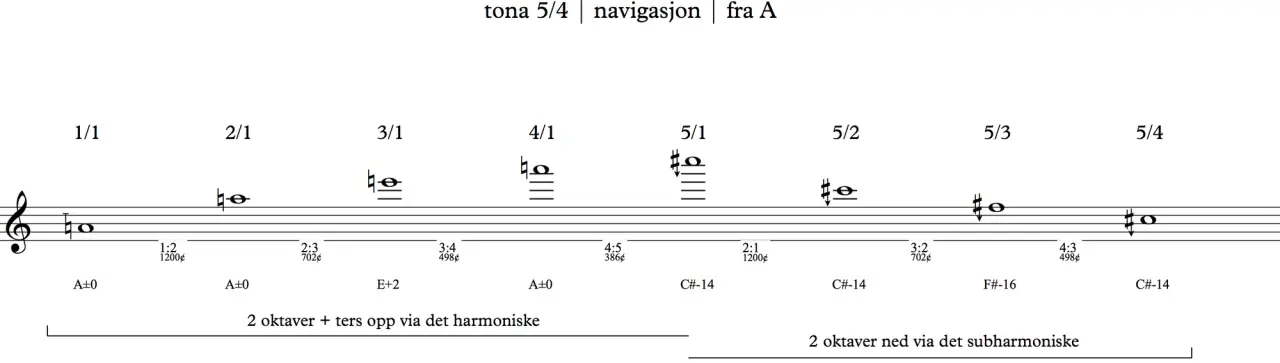 tona 5/4 | navigasjon | fra A
1/1 2/1 3/1 4/1 5/1 5/2 5/3 5/4
1:2 2:3 3:4 4:5 2:1 3:2 4:3
1200¢ 702¢ 498¢ 386¢ 1200¢ 702¢ 498¢
A±0 A±0 E+2 A±0 C#-14 C#-14 F#-16 C#-14
2 oktaver + ters opp via det harmoniske
2 oktaver ned via det subharmoniske